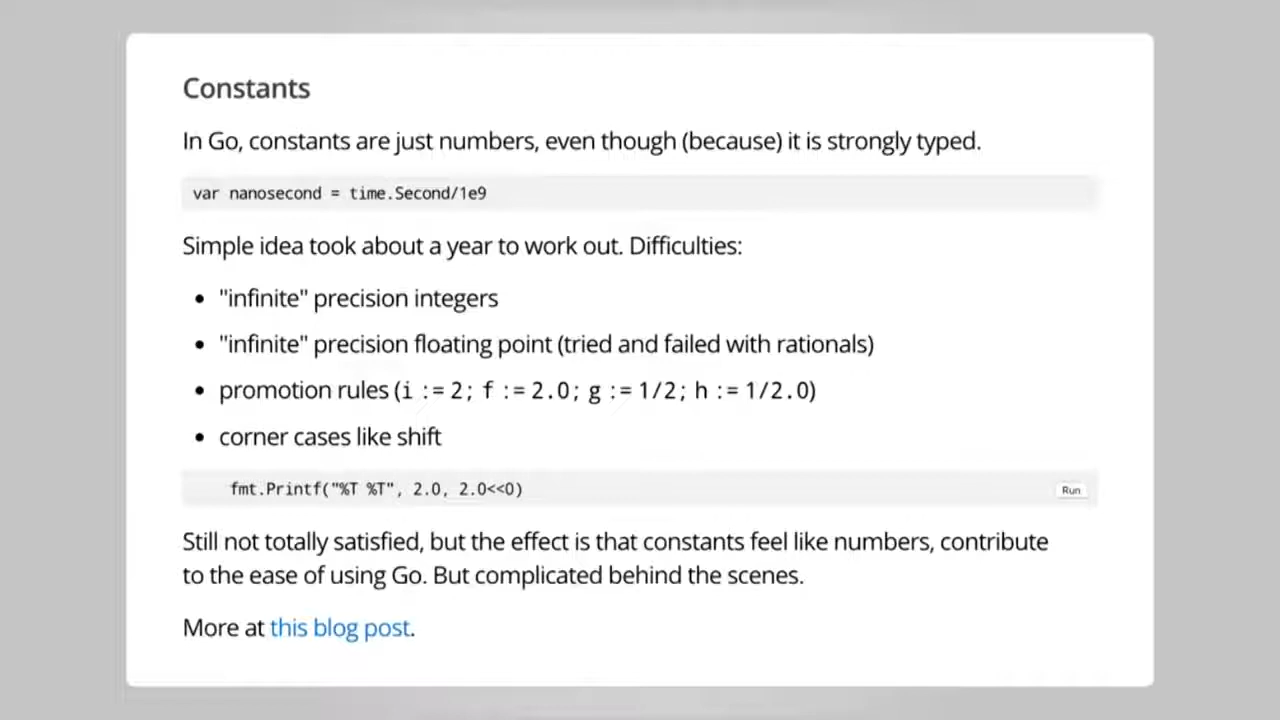 Constants
In Go, constants are just numbers, even though (because) it is strongly typed.
var nanosecond = time.Second/1e9
Simple idea took about a year to work out. Difficulties:
• "infinite" precision integers
• "infinite" precision floating point (tried and failed with rationals)
• promotion rules (i := 2; f := 2.0; g := 1/2; h := 1/2.0)
• corner cases like shift
fmt.Printf("%T %T", 2.0, 2.0<<0)
Run
Still not totally satisfied, but the effect is that constants feel like numbers, contribute
to the ease of using Go. But complicated behind the scenes.
More at this blog post.